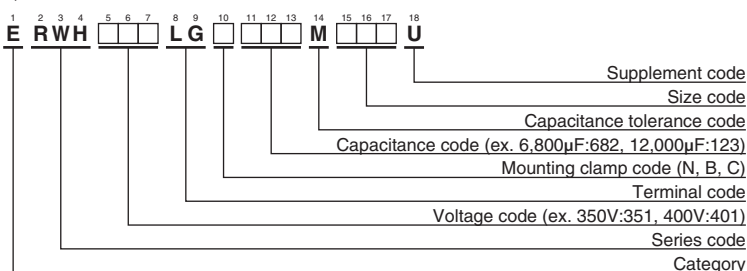 1 2 3 4 5 6 7 8 9 10 11 12 13 14 15 16 17 18
E RWH □□□ LG □ □□□ M □□□ U
Supplement code
Size code
Capacitance tolerance code
Capacitance code (ex. 6,800μF:682, 12,000μF:123)
Mounting clamp code (N, B, C)
Terminal code
Voltage code (ex. 350V:351, 400V:401)
Series code
Category